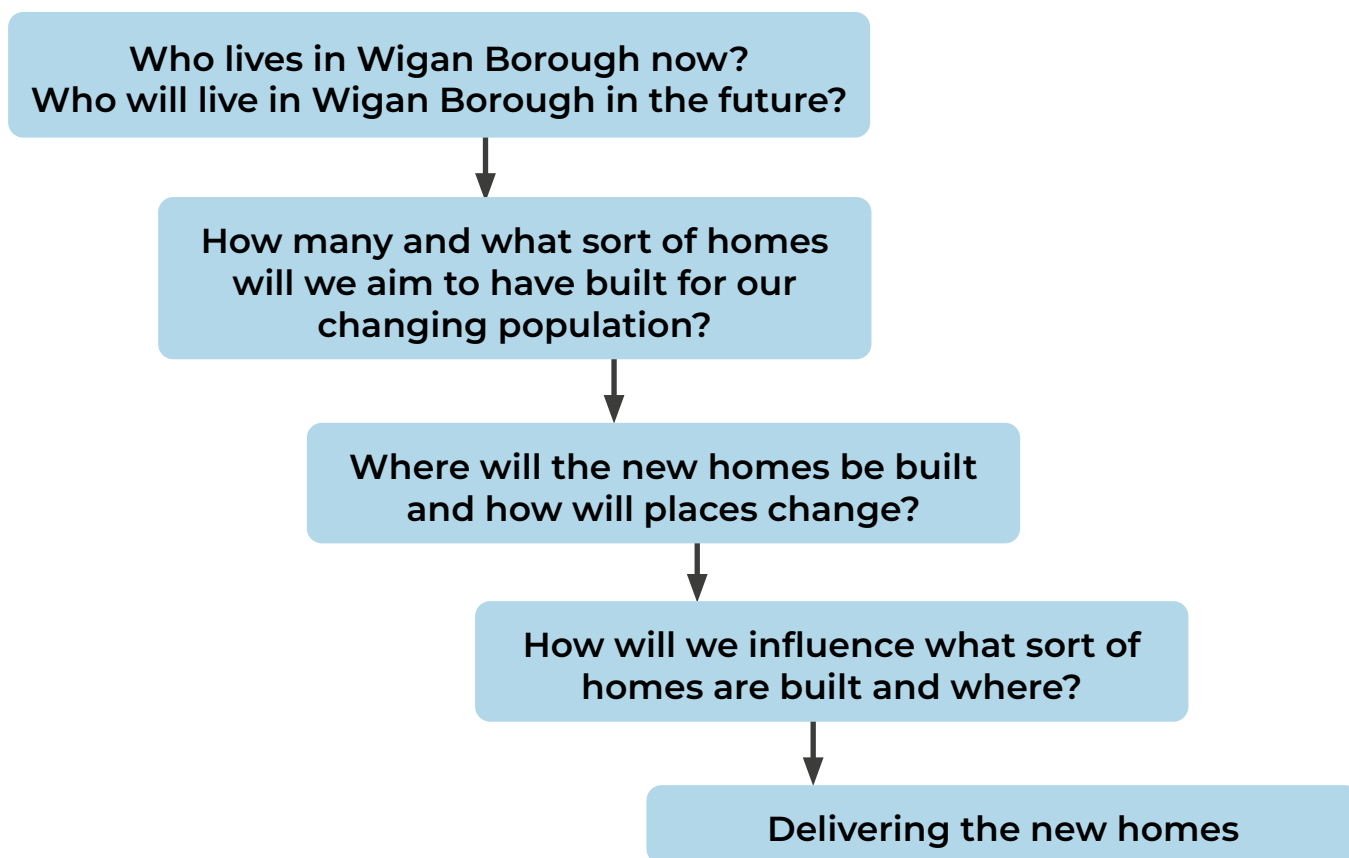 Who lives in Wigan Borough now?
Who will live in Wigan Borough in the future?
How many and what sort of homes
will we aim to have built for our
changing population?
Where will the new homes be built
and how will places change?
How will we influence what sort of
homes are built and where?
Delivering the new homes